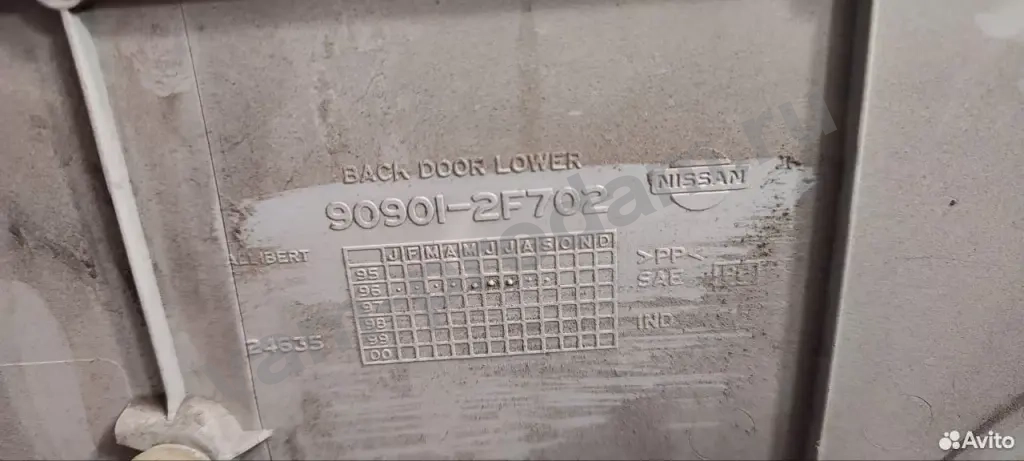 BACK DOOR LOWER
90901-2F702
NISSAN
ALLIBERT
J F M A M J J A S O N D
95
96
97
98
99
00
>PP<
SAE
IND
24635
Avito